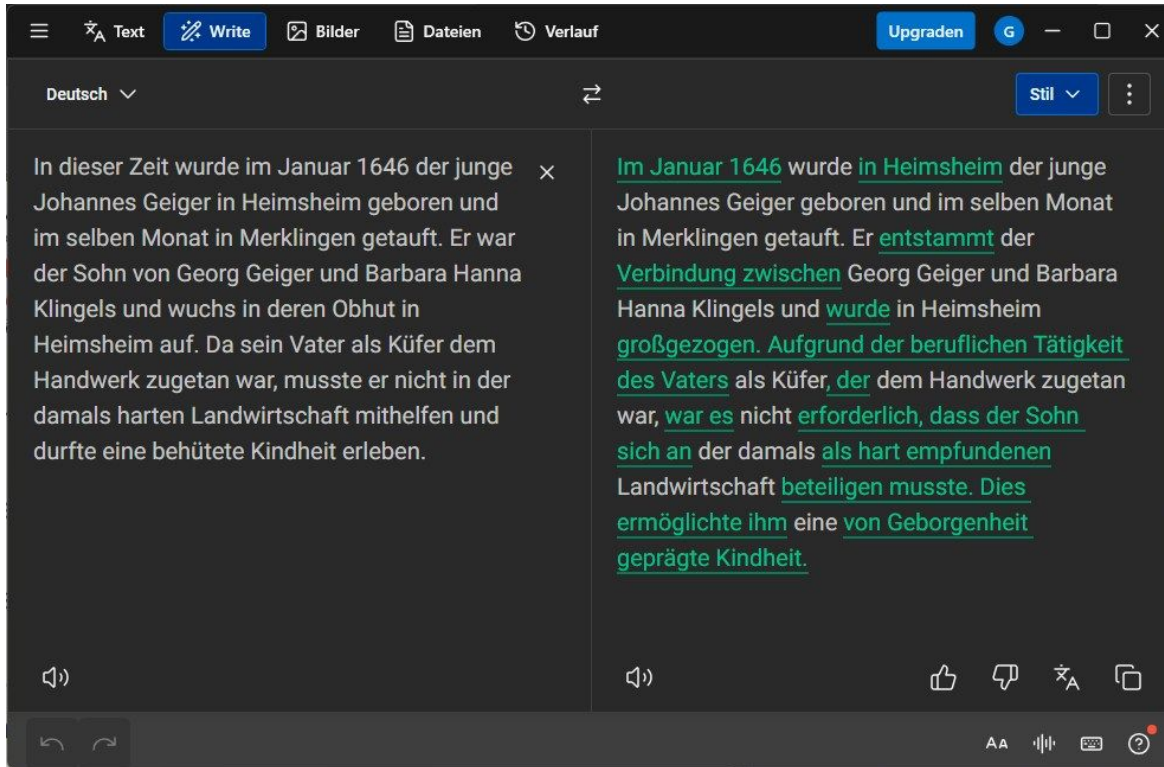 Text Write Bilder Dateien Verlauf Upgraden G
Deutsch Stil
In dieser Zeit wurde im Januar 1646 der junge
Johannes Geiger in Heimsheim geboren und
im selben Monat in Merklingen getauft. Er war
der Sohn von Georg Geiger und Barbara Hanna
Klingels und wuchs in deren Obhut in
Heimsheim auf. Da sein Vater als Küfer dem
Handwerk zugetan war, musste er nicht in der
damals harten Landwirtschaft mithelfen und
durfte eine behütete Kindheit erleben.
Im Januar 1646 wurde in Heimsheim der junge
Johannes Geiger geboren und im selben Monat
in Merklingen getauft. Er entstammt der
Verbindung zwischen Georg Geiger und Barbara
Hanna Klingels und wurde in Heimsheim
großgezogen. Aufgrund der beruflichen Tätigkeit
des Vaters als Küfer, der dem Handwerk zugetan
war, war es nicht erforderlich, dass der Sohn
sich an der damals als hart empfundenen
Landwirtschaft beteiligen musste. Dies
ermöglichte ihm eine von Geborgenheit
geprägte Kindheit.
AA